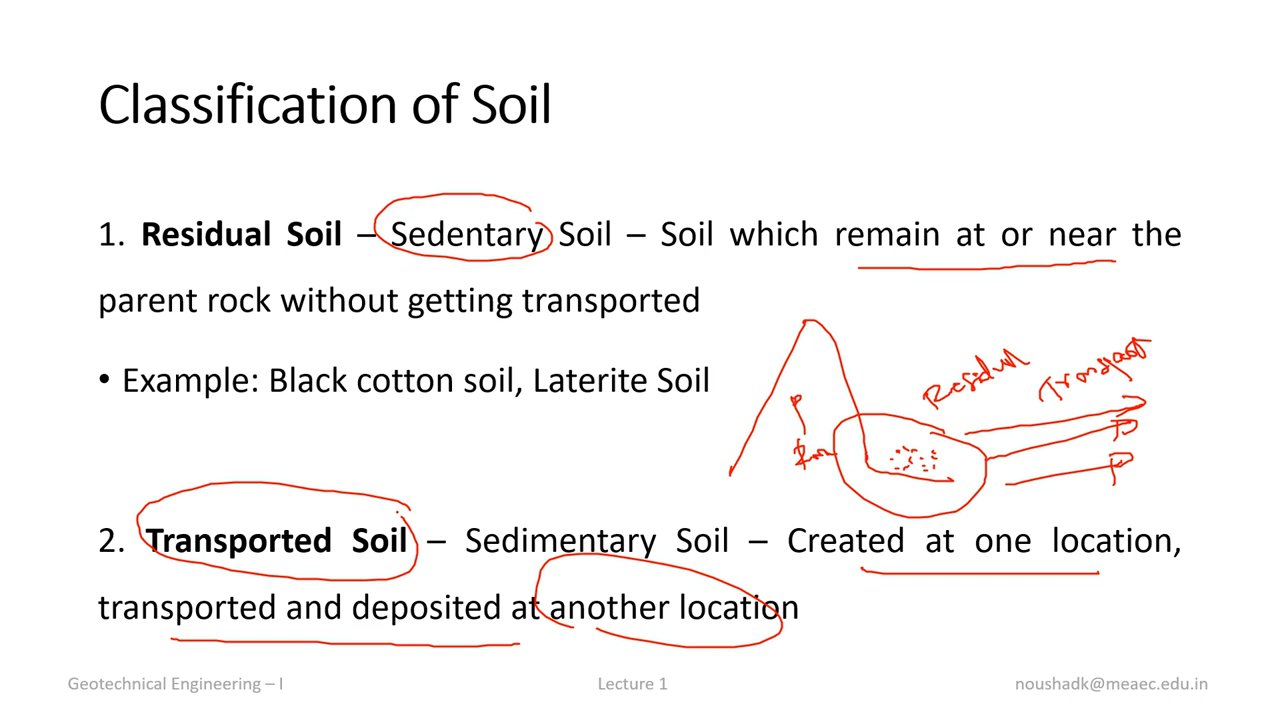 Classification of Soil
1. Residual Soil – Sedentary Soil – Soil which remain at or near the
parent rock without getting transported
• Example: Black cotton soil, Laterite Soil
Residual Transport
P
2. Transported Soil – Sedimentary Soil – Created at one location,
transported and deposited at another location
Geotechnical Engineering – I Lecture 1 noushadk@meaec.edu.in